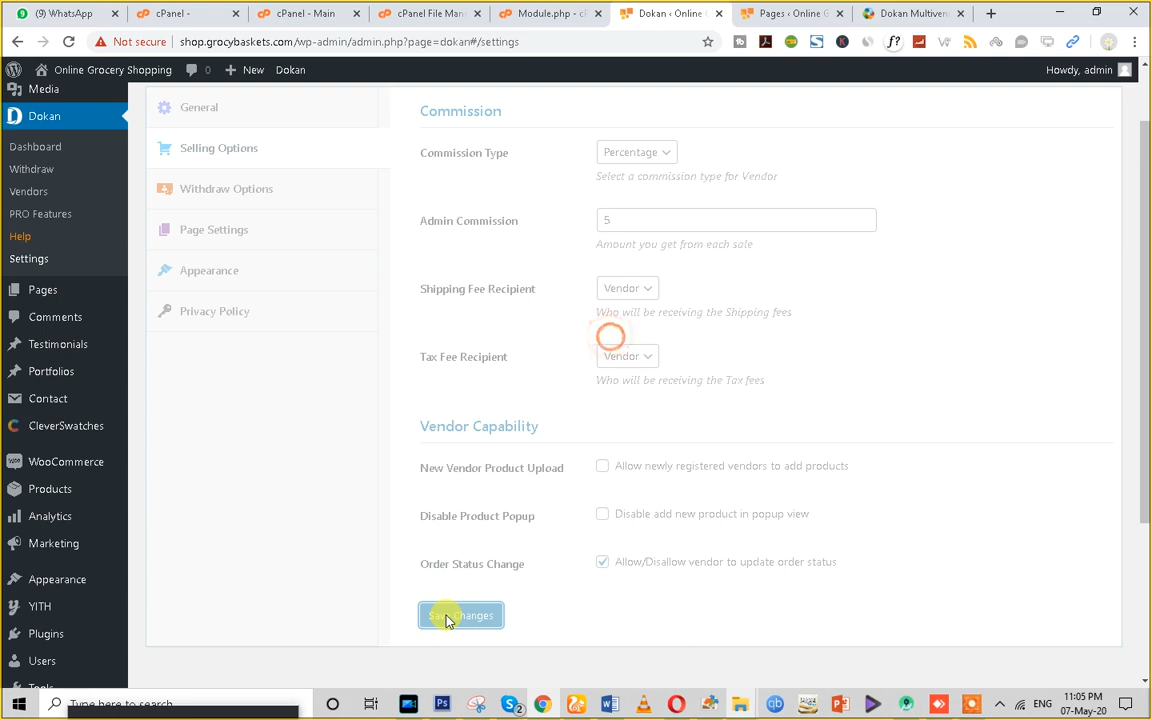 (9) WhatsApp
cPanel -
cPanel - Main
cPanel File Man
Module.php - c
Dokan ‹ Online G
Pages ‹ Online G
Dokan Multiven
Not secure
shop.grocybaskets.com/wp-admin/admin.php?page=dokan#/settings
Online Grocery Shopping
0
New
Dokan
Howdy, admin
Media
Dokan
Dashboard
Withdraw
Vendors
PRO Features
Help
Settings
Pages
Comments
Testimonials
Portfolios
Contact
CleverSwatches
WooCommerce
Products
Analytics
Marketing
Appearance
YITH
Plugins
Users
Tools
General
Selling Options
Withdraw Options
Page Settings
Appearance
Privacy Policy
Commission
Commission Type
Percentage
Select a commission type for Vendor
Admin Commission
5
Amount you get from each sale
Shipping Fee Recipient
Vendor
Who will be receiving the Shipping fees
Tax Fee Recipient
Vendor
Who will be receiving the Tax fees
Vendor Capability
New Vendor Product Upload
Allow newly registered vendors to add products
Disable Product Popup
Disable add new product in popup view
Order Status Change
Allow/Disallow vendor to update order status
Save Changes
Type here to search
ENG
11:05 PM
07-May-20